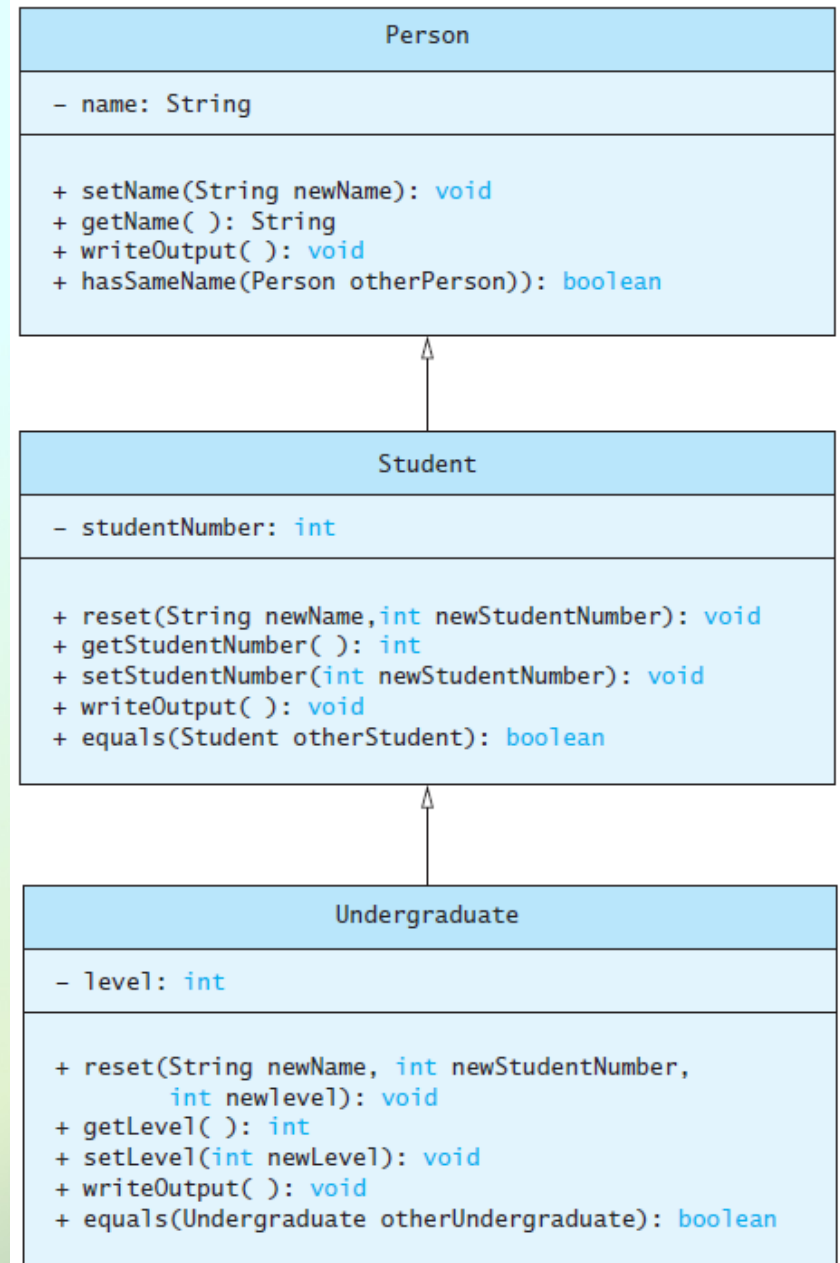 Person
– name: String
+ setName(String newName): void
+ getName( ): String
+ writeOutput( ): void
+ hasSameName(Person otherPerson)): boolean
Student
– studentNumber: int
+ reset(String newName,int newStudentNumber): void
+ getStudentNumber( ): int
+ setStudentNumber(int newStudentNumber): void
+ writeOutput( ): void
+ equals(Student otherStudent): boolean
Undergraduate
– level: int
+ reset(String newName, int newStudentNumber,
int newlevel): void
+ getLevel( ): int
+ setLevel(int newLevel): void
+ writeOutput( ): void
+ equals(Undergraduate otherUndergraduate): boolean